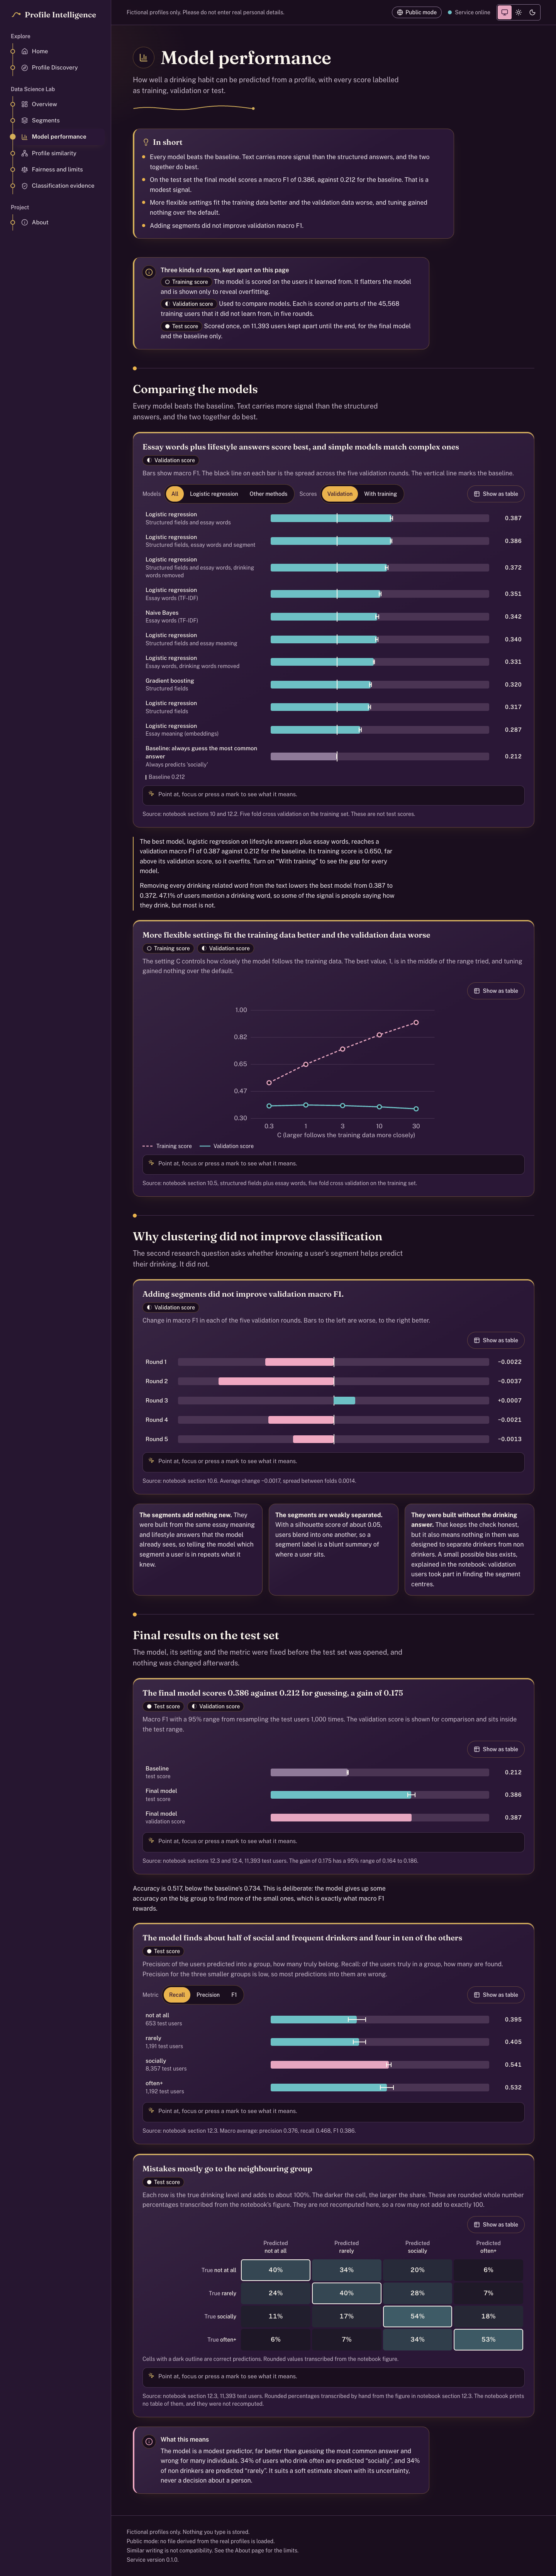 Profile Intelligence
Explore
Home
Profile Discovery
Data Science Lab
Overview
Segments
Model performance
Profile similarity
Fairness and limits
Classification evidence
Project
About
Fictional profiles only. Please do not enter real personal details.
Public mode
Service online
Model performance
How well a drinking habit can be predicted from a profile, with every score labelled
as training, validation or test.
In short
Every model beats the baseline. Text carries more signal than the structured answers, and the two
together do best.
On the test set the final model scores a macro F1 of 0.386, against 0.212 for the baseline. That is a
modest signal.
More flexible settings fit the training data better and the validation data worse, and tuning gained
nothing over the default.
Adding segments did not improve validation macro F1.
Three kinds of score, kept apart on this page
Training score The model is scored on the users it learned from. It flatters the model
and is shown only to reveal overfitting.
Validation score Used to compare models. Each is scored on parts of the 45,568
training users that it did not learn from, in five rounds.
Test score Scored once, on 11,393 users kept apart until the end, for the final model
and the baseline only.
Comparing the models
Every model beats the baseline. Text carries more signal than the structured
answers, and the two together do best.
Essay words plus lifestyle answers score best, and simple models match complex ones
Validation score
Bars show macro F1. The black line on each bar is the spread across the five validation rounds. The vertical line marks the baseline.
Models All Logistic regression Other methods Scores Validation With training
Show as table
Logistic regression
Structured fields and essay words
0.387
Logistic regression
Structured fields, essay words and segment
0.386
Logistic regression
Structured fields and essay words, drinking
words removed
0.372
Logistic regression
Essay words (TF-IDF)
0.351
Naive Bayes
Essay words (TF-IDF)
0.342
Logistic regression
Structured fields and essay meaning
0.340
Logistic regression
Essay words, drinking words removed
0.331
Gradient boosting
Structured fields
0.320
Logistic regression
Structured fields
0.317
Logistic regression
Essay meaning (embeddings)
0.287
Baseline: always guess the most common
answer
Always predicts 'socially'
0.212
Baseline 0.212
Point at, focus or press a mark to see what it means.
Source: notebook sections 10 and 12.2. Five fold cross validation on the training set. These are not test scores.
The best model, logistic regression on lifestyle answers plus essay words, reaches a
validation macro F1 of 0.387 against 0.212 for the baseline. Its training score is 0.650, far
above its validation score, so it overfits. Turn on “With training” to see the gap for every
model.
Removing every drinking related word from the text lowers the best model from 0.387 to
0.372. 47.1% of users mention a drinking word, so some of the signal is people saying how
they drink, but most is not.
More flexible settings fit the training data better and the validation data worse
Training score
Validation score
The setting C controls how closely the model follows the training data. The best value, 1, is in the middle of the range tried, and tuning
gained nothing over the default.
Show as table
1.00
0.82
0.65
0.47
0.30
0.3 1 3 10 30
C (larger follows the training data more closely)
Training score Validation score
Point at, focus or press a mark to see what it means.
Source: notebook section 10.5, structured fields plus essay words, five fold cross validation on the training set.
Why clustering did not improve classification
The second research question asks whether knowing a user's segment helps predict
their drinking. It did not.
Adding segments did not improve validation macro F1.
Validation score
Change in macro F1 in each of the five validation rounds. Bars to the left are worse, to the right better.
Show as table
Round 1 −0.0022
Round 2 −0.0037
Round 3 +0.0007
Round 4 −0.0021
Round 5 −0.0013
Point at, focus or press a mark to see what it means.
Source: notebook section 10.6. Average change −0.0017, spread between folds 0.0014.
The segments add nothing new. They
were built from the same essay meaning
and lifestyle answers that the model
already sees, so telling the model which
segment a user is in repeats what it
knew.
The segments are weakly separated.
With a silhouette score of about 0.05,
users blend into one another, so a
segment label is a blunt summary of
where a user sits.
They were built without the drinking
answer. That keeps the check honest,
but it also means nothing in them was
designed to separate drinkers from non
drinkers. A small possible bias exists,
explained in the notebook: validation
users took part in finding the segment
centres.
Final results on the test set
The model, its setting and the metric were fixed before the test set was opened, and
nothing was changed afterwards.
The final model scores 0.386 against 0.212 for guessing, a gain of 0.175
Test score
Validation score
Macro F1 with a 95% range from resampling the test users 1,000 times. The validation score is shown for comparison and sits inside
the test range.
Show as table
Baseline
test score
0.212
Final model
test score
0.386
Final model
validation score
0.387
Point at, focus or press a mark to see what it means.
Source: notebook sections 12.3 and 12.4, 11,393 test users. The gain of 0.175 has a 95% range of 0.164 to 0.186.
Accuracy is 0.517, below the baseline's 0.734. This is deliberate: the model gives up some
accuracy on the big group to find more of the small ones, which is exactly what macro F1
rewards.
The model finds about half of social and frequent drinkers and four in ten of the others
Test score
Precision: of the users predicted into a group, how many truly belong. Recall: of the users truly in a group, how many are found.
Precision for the three smaller groups is low, so most predictions into them are wrong.
Metric Recall Precision F1
Show as table
not at all
653 test users
0.395
rarely
1,191 test users
0.405
socially
8,357 test users
0.541
often+
1,192 test users
0.532
Point at, focus or press a mark to see what it means.
Source: notebook section 12.3. Macro average: precision 0.376, recall 0.468, F1 0.386.
Mistakes mostly go to the neighbouring group
Test score
Each row is the true drinking level and adds to about 100%. The darker the cell, the larger the share. These are rounded whole number
percentages transcribed from the notebook's figure. They are not recomputed here, so a row may not add to exactly 100.
Show as table
Predicted Predicted Predicted Predicted
not at all rarely socially often+
True not at all 40% 34% 20% 6%
True rarely 24% 40% 28% 7%
True socially 11% 17% 54% 18%
True often+ 6% 7% 34% 53%
Cells with a dark outline are correct predictions. Rounded values transcribed from the notebook figure.
Point at, focus or press a mark to see what it means.
Source: notebook section 12.3, 11,393 test users. Rounded percentages transcribed by hand from the figure in notebook section 12.3. The notebook prints
no table of them, and they were not recomputed.
What this means
The model is a modest predictor, far better than guessing the most common answer and
wrong for many individuals. 34% of users who drink often are predicted “socially”, and 34%
of non drinkers are predicted “rarely”. It suits a soft estimate shown with its uncertainty,
never a decision about a person.
Fictional profiles only. Nothing you type is stored.
Public mode: no file derived from the real profiles is loaded.
Similar writing is not compatibility. See the About page for the limits.
Service version 0.1.0.